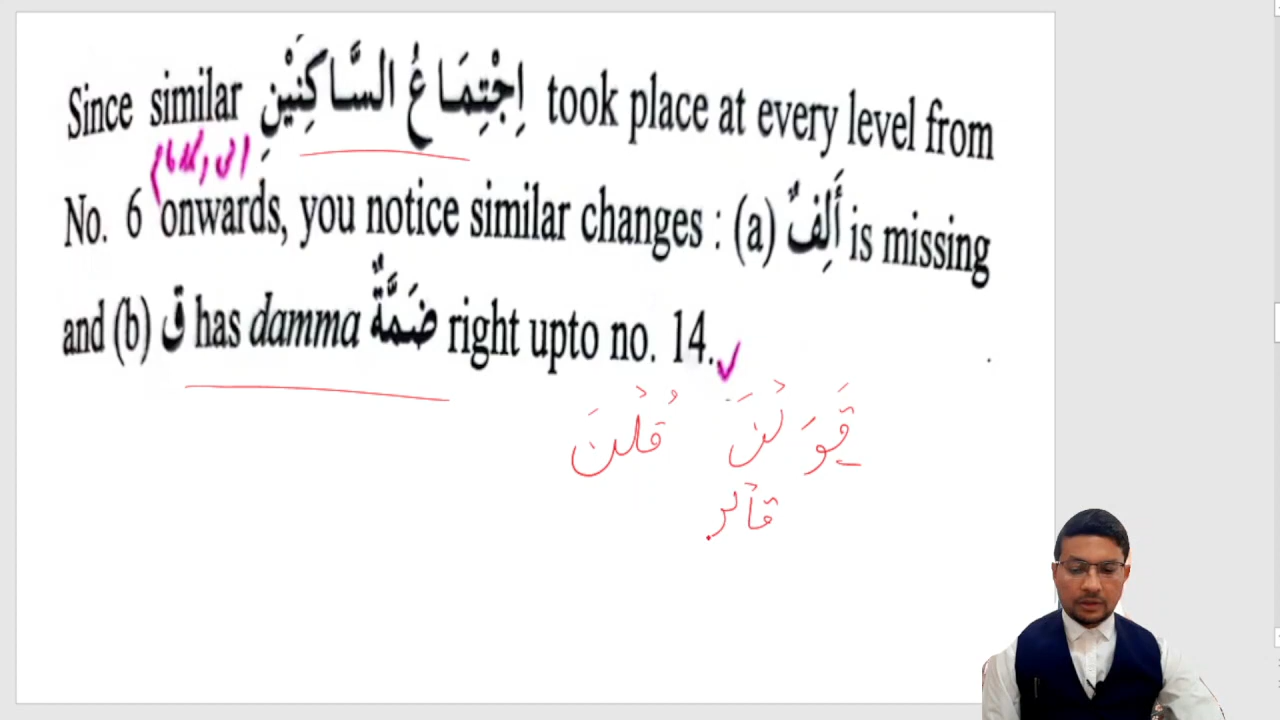 Since similar اِجْتِمَاعُ السَّاكِنَيْنِ took place at every level from
No. 6 onwards, you notice similar changes : (a) أَلِفٌ is missing
and (b) ق has damma ضَمَّةٌ right upto no. 14.
قَوَلْنَ قُلْنَ